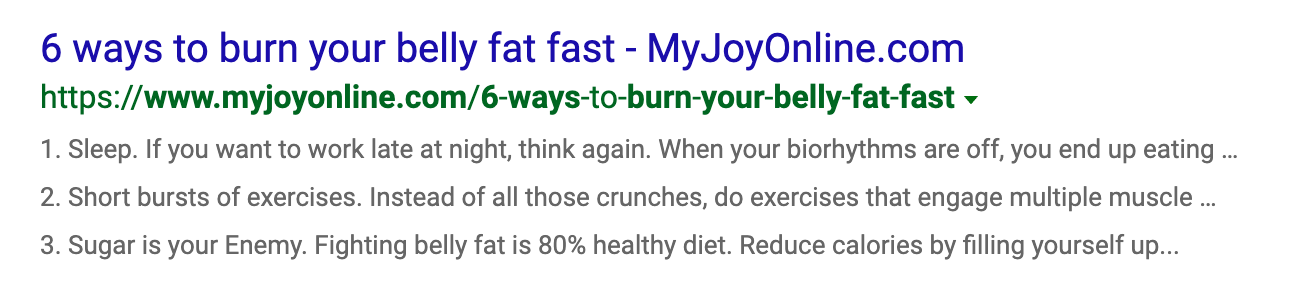 6 ways to burn your belly fat fast - MyJoyOnline.com
https://www.myjoyonline.com/6-ways-to-burn-your-belly-fat-fast
1. Sleep. If you want to work late at night, think again. When your biorhythms are off, you end up eating ...
2. Short bursts of exercises. Instead of all those crunches, do exercises that engage multiple muscle ...
3. Sugar is your Enemy. Fighting belly fat is 80% healthy diet. Reduce calories by filling yourself up...